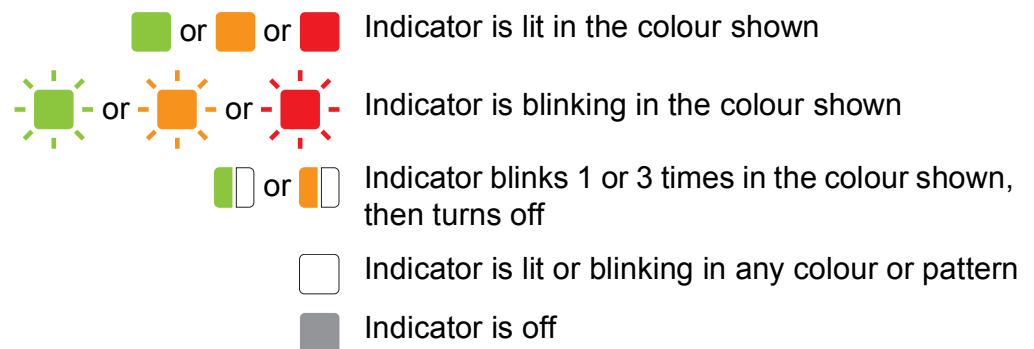 or or Indicator is lit in the colour shown
or or Indicator is blinking in the colour shown
or Indicator blinks 1 or 3 times in the colour shown,
then turns off
Indicator is lit or blinking in any colour or pattern
Indicator is off